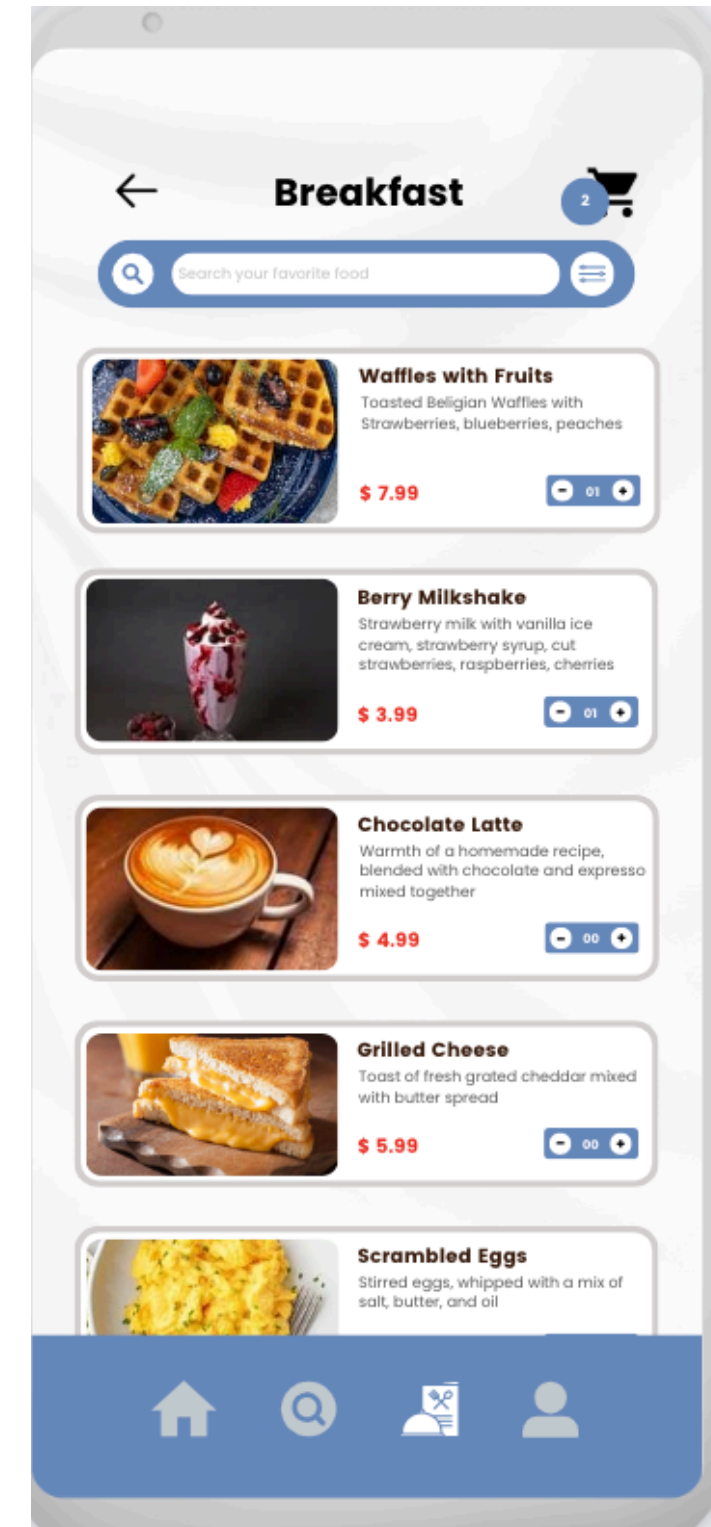 Breakfast
2
Search your favorite food
Waffles with Fruits
Toasted Beligian Waffles with
Strawberries, blueberries, peaches
$ 7.99
- 01 +
Berry Milkshake
Strawberry milk with vanilla ice
cream, strawberry syrup, cut
strawberries, raspberries, cherries
$ 3.99
- 01 +
Chocolate Latte
Warmth of a homemade recipe,
blended with chocolate and expresso
mixed together
$ 4.99
- 00 +
Grilled Cheese
Toast of fresh grated cheddar mixed
with butter spread
$ 5.99
- 00 +
Scrambled Eggs
Stirred eggs, whipped with a mix of
salt, butter, and oil